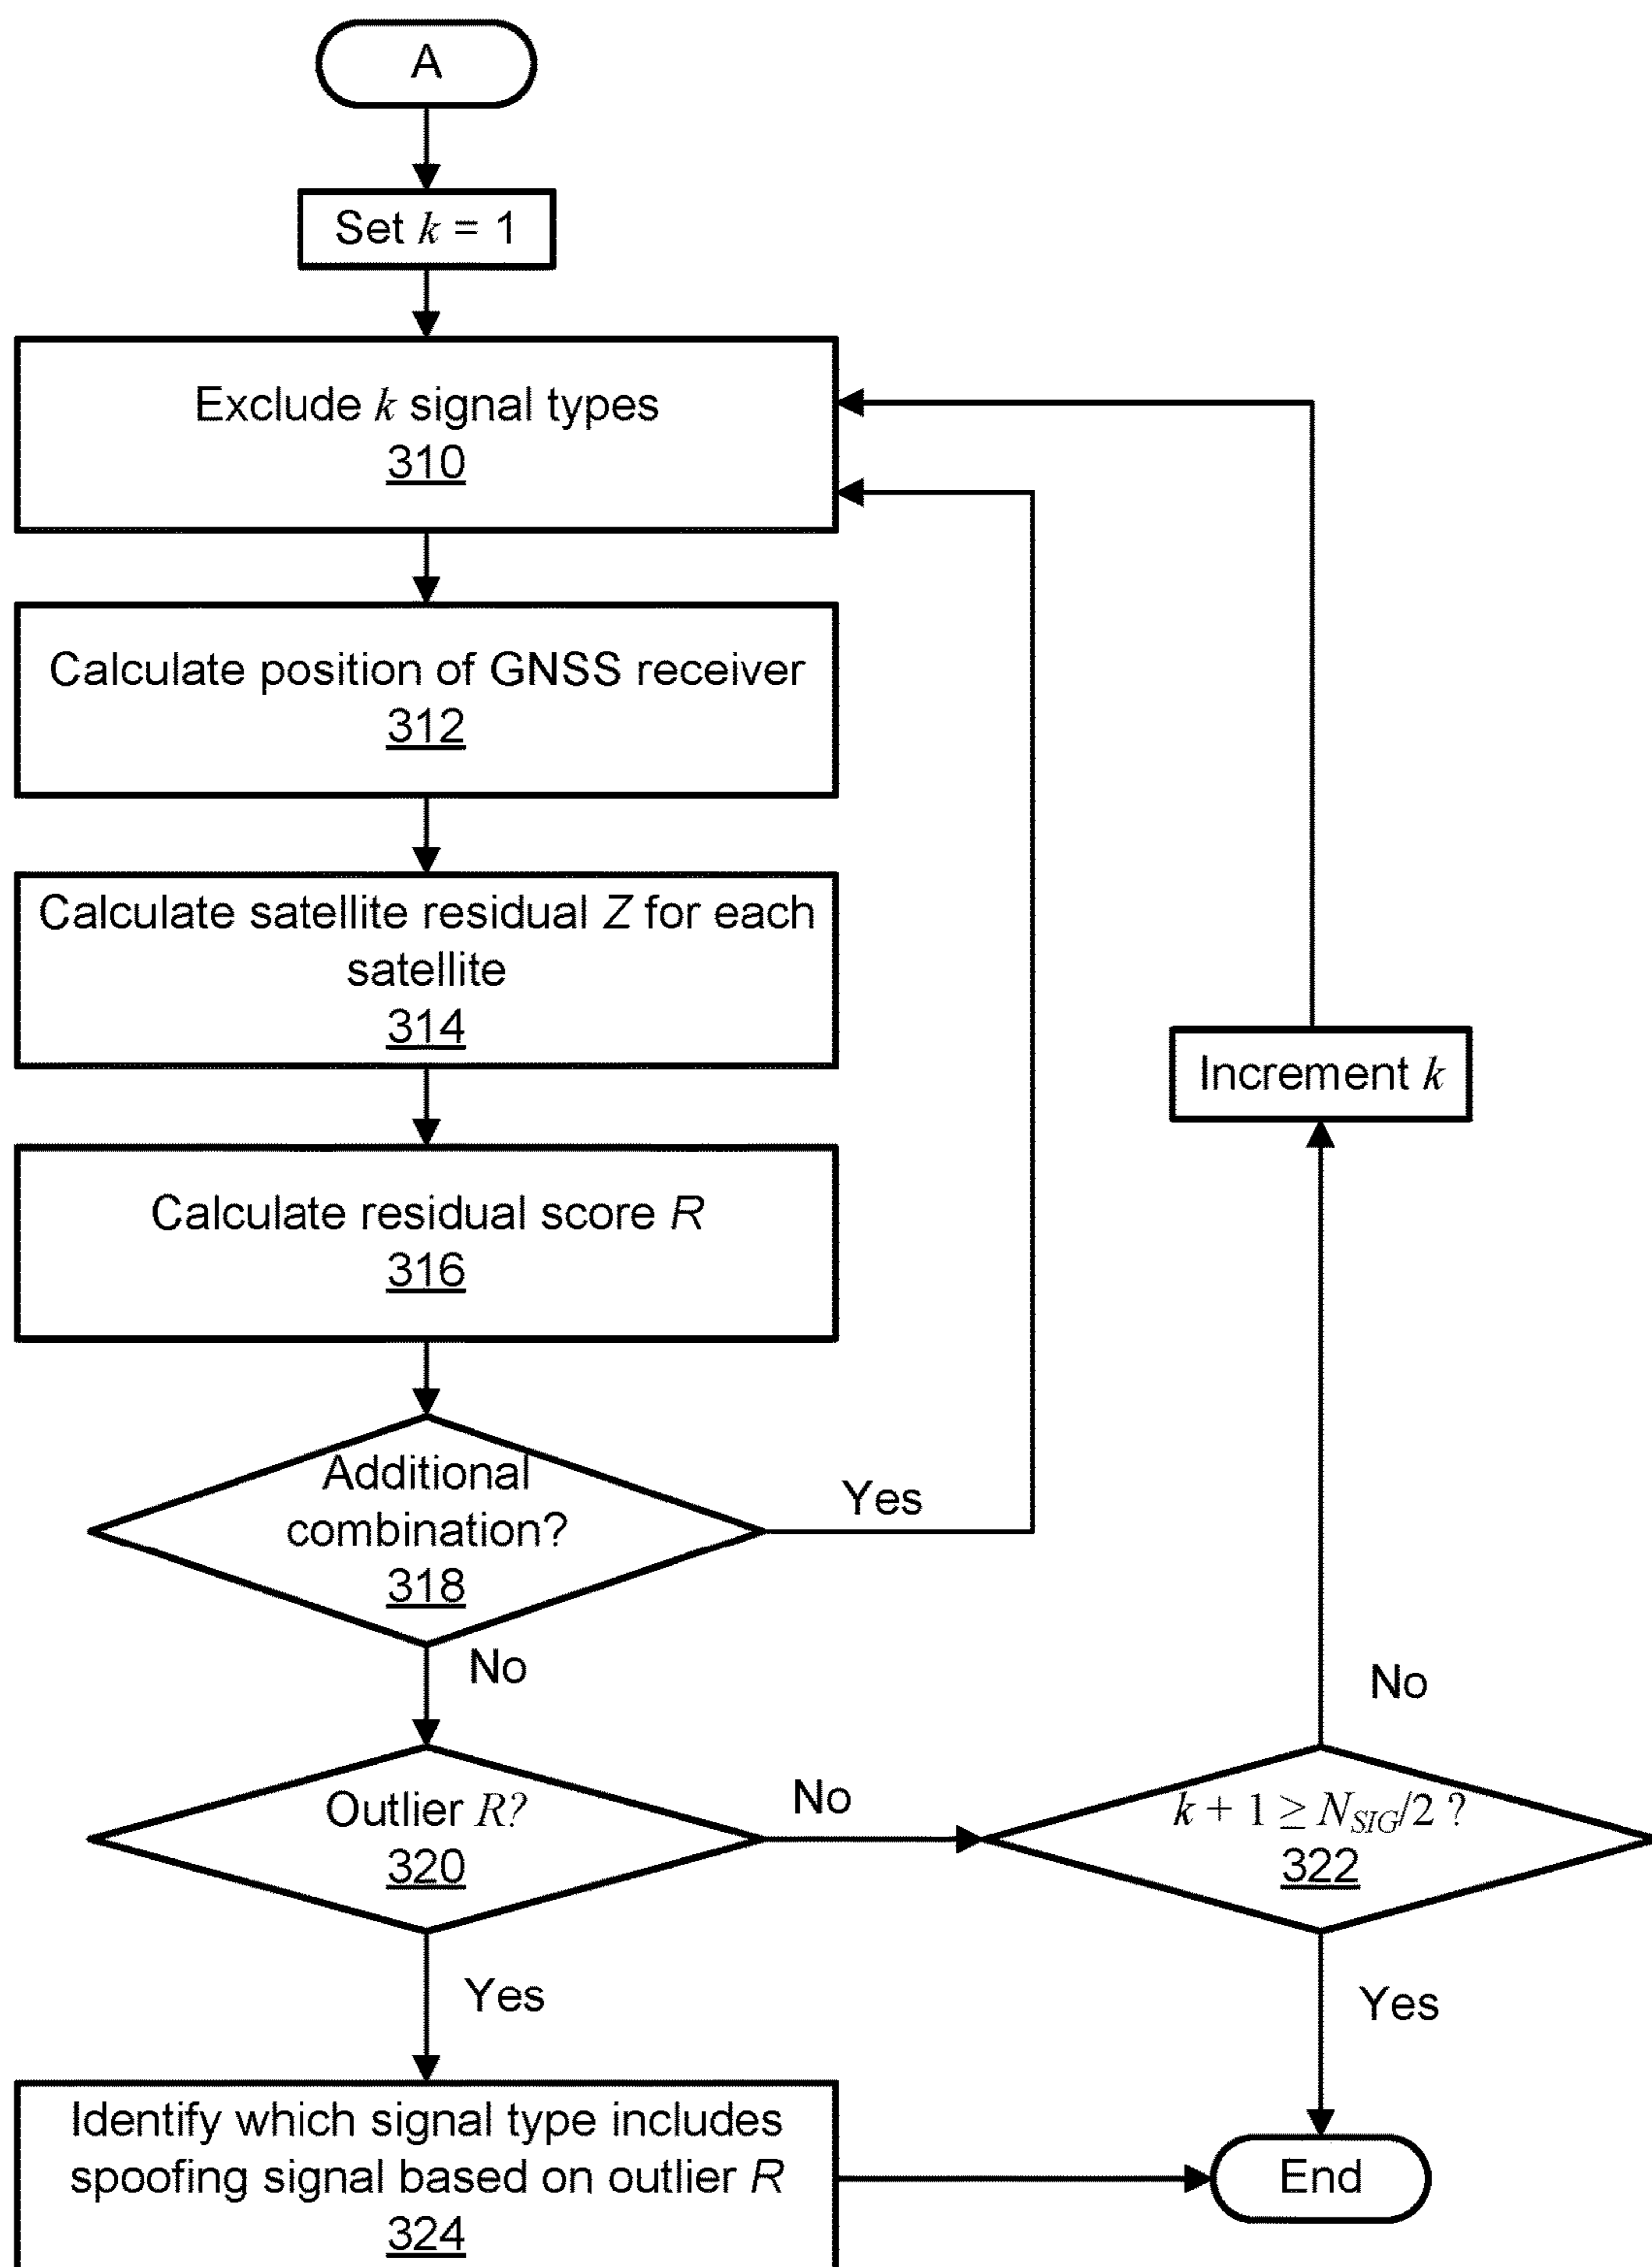 A
Set k = 1
Exclude k signal types
310
Calculate position of GNSS receiver
312
Calculate satellite residual Z for each
satellite
314
Increment k
Calculate residual score R
316
Additional
combination?
318
Yes
No
No
Outlier R?
320
No
k + 1 ≥ N_SIG/2 ?
322
Yes
Yes
Identify which signal type includes
spoofing signal based on outlier R
324
End